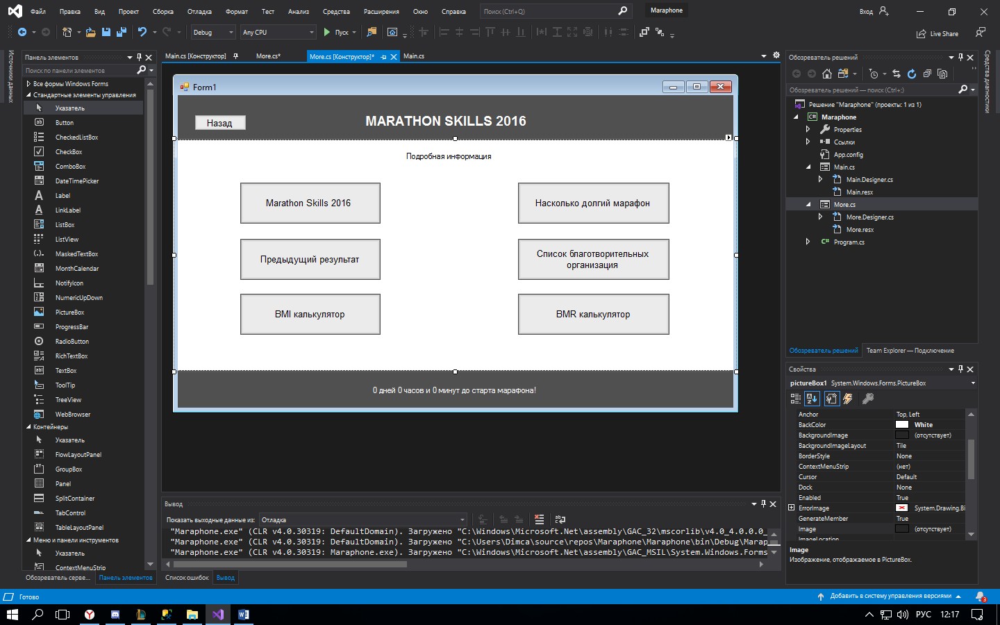 Файл Правка Вид Проект Сборка Отладка Формат Тест Анализ Средства Расширения Окно Справка Поиск (Ctrl+Q) Maraphone Вход
Debug Any CPU Пуск Live Share
Источники данных
Панель элементов
Поиск по панели элементов
Все формы Windows Forms
Стандартные элементы управления
Указатель
Button
CheckedListBox
CheckBox
ComboBox
DateTimePicker
Label
LinkLabel
ListBox
ListView
MaskedTextBox
MonthCalendar
NotifyIcon
NumericUpDown
PictureBox
ProgressBar
RadioButton
RichTextBox
TextBox
ToolTip
TreeView
WebBrowser
Контейнеры
Указатель
FlowLayoutPanel
GroupBox
Panel
SplitContainer
TabControl
TableLayoutPanel
Меню и панели инструментов
Указатель
ContextMenuStrip
Обозреватель серве... Панель элементов
Main.cs [Конструктор] More.cs* More.cs [Конструктор]* Main.cs
Form1
Назад MARATHON SKILLS 2016
Подробная информация
Marathon Skills 2016 Насколько долгий марафон
Предыдущий результат Список благотворительных
организация
BMI калькулятор BMR калькулятор
0 дней 0 часов и 0 минут до старта марафона!
Вывод
Показать выходные данные из: Отладка
"Maraphone.exe" (CLR v4.0.30319: DefaultDomain). Загружено "C:\Windows\Microsoft.Net\assembly\GAC_32\mscorlib\v4.0_4.0.0.0_
"Maraphone.exe" (CLR v4.0.30319: DefaultDomain). Загружено "C:\Users\Dimca\source\repos\Maraphone\Maraphone\bin\Debug\Marap
"Maraphone.exe" (CLR v4.0.30319: Maraphone.exe). Загружено "C:\Windows\Microsoft.Net\assembly\GAC_MSIL\System.Windows.Forms
Список ошибок Вывод
Обозреватель решений
Обозреватель решений — поиск (Ctrl+;)
Решение "Maraphone" (проекты: 1 из 1)
Maraphone
Properties
Ссылки
App.config
Main.cs
Main.Designer.cs
Main.resx
More.cs
More.Designer.cs
More.resx
Program.cs
Обозреватель решений Team Explorer — Подключение
Свойства
pictureBox1 System.Windows.Forms.PictureBox
Anchor Top, Left
BackColor White
BackgroundImage (отсутствует)
BackgroundImageLayout Tile
BorderStyle None
ContextMenuStrip (нет)
Cursor Default
Dock None
Enabled True
ErrorImage System.Drawing.Bi
GenerateMember True
Image (отсутствует)
ImageLocation
Image
Изображение, отображаемое в PictureBox.
Средства диагностики
Готово Добавить в систему управления версиями 3
РУС 12:17